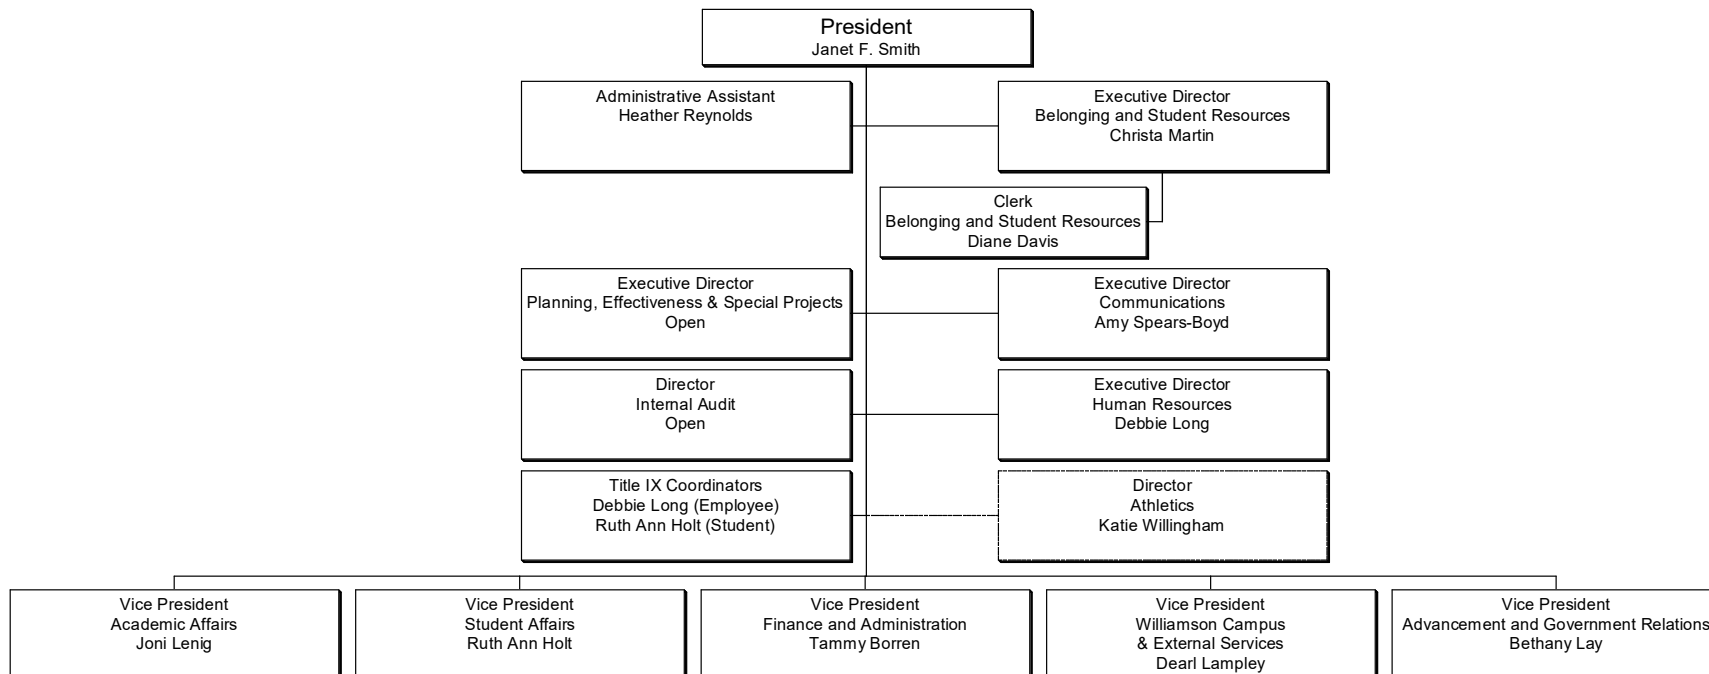 President
Janet F. Smith
Administrative Assistant
Heather Reynolds
Executive Director
Belonging and Student Resources
Christa Martin
Clerk
Belonging and Student Resources
Diane Davis
Executive Director
Planning, Effectiveness & Special Projects
Open
Executive Director
Communications
Amy Spears-Boyd
Director
Internal Audit
Open
Executive Director
Human Resources
Debbie Long
Title IX Coordinators
Debbie Long (Employee)
Ruth Ann Holt (Student)
Director
Athletics
Katie Willingham
Vice President
Academic Affairs
Joni Lenig
Vice President
Student Affairs
Ruth Ann Holt
Vice President
Finance and Administration
Tammy Borren
Vice President
Williamson Campus
& External Services
Dearl Lampley
Vice President
Advancement and Government Relations
Bethany Lay